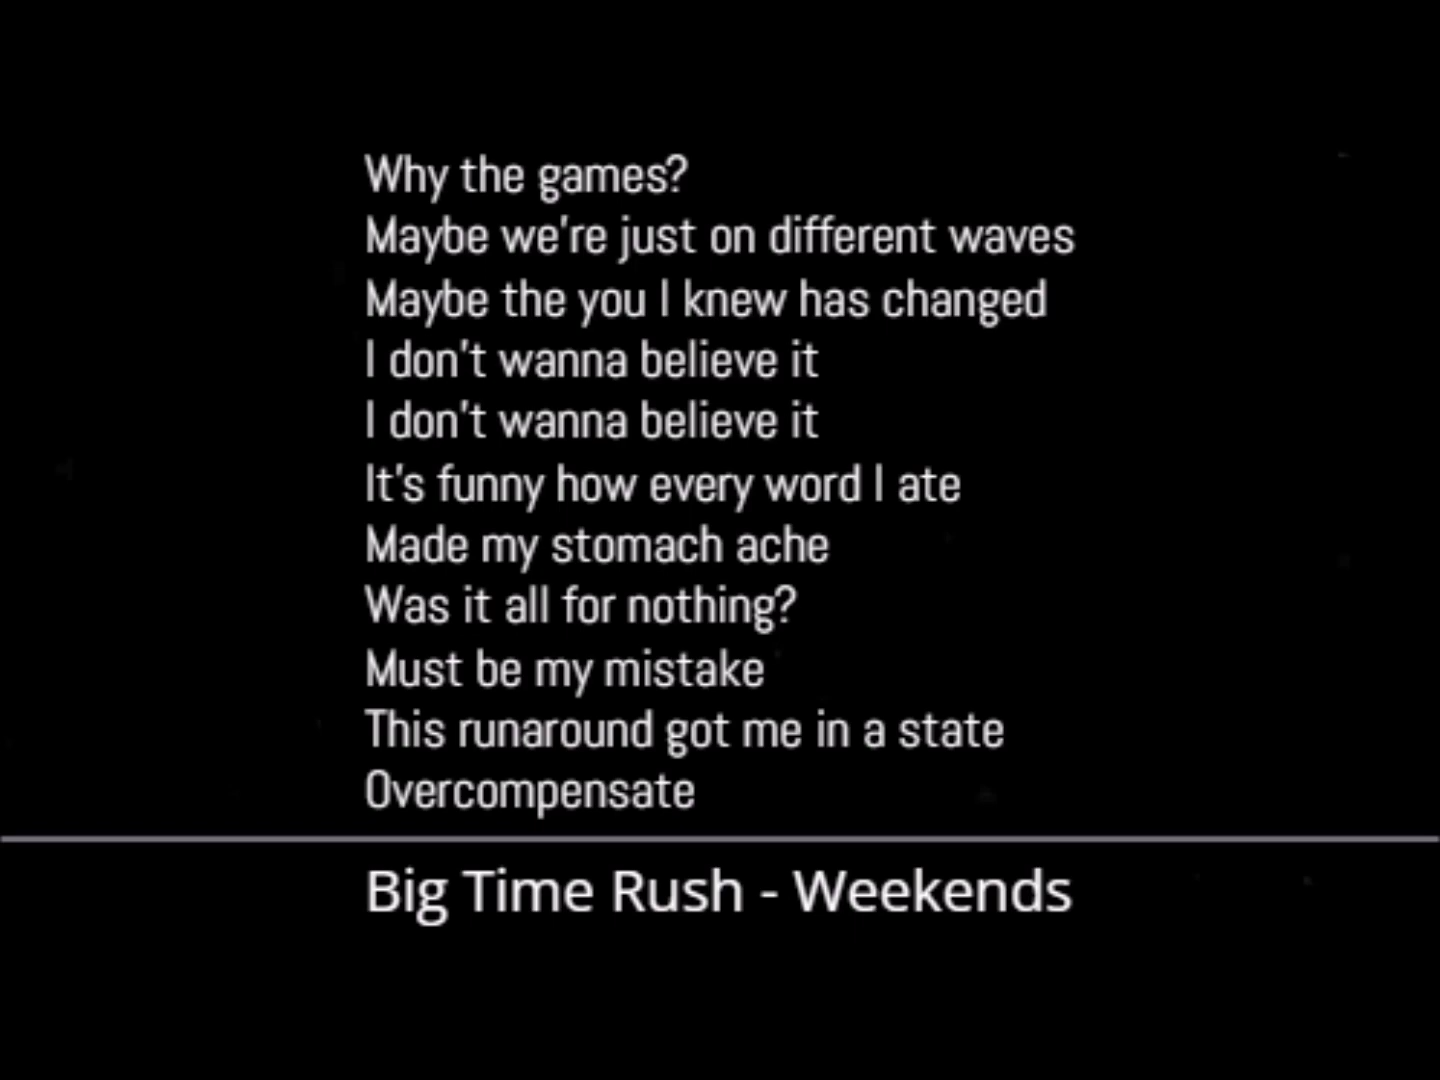 Why the games?
Maybe we're just on different waves
Maybe the you I knew has changed
I don't wanna believe it
I don't wanna believe it
It's funny how every word I ate
Made my stomach ache
Was it all for nothing?
Must be my mistake
This runaround got me in a state
Overcompensate
Big Time Rush - Weekends